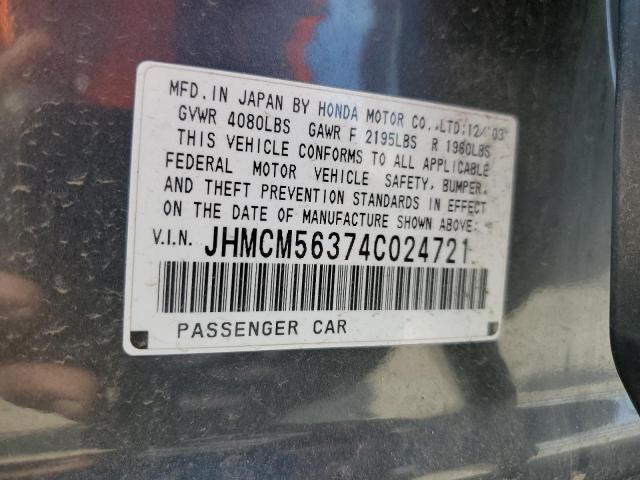 MFD. IN JAPAN BY HONDA MOTOR CO.,LTD:12/'03
GVWR 4080LBS GAWR F 2195LBS R 1960LBS
THIS VEHICLE CONFORMS TO ALL APPLICABLE
FEDERAL MOTOR VEHICLE SAFETY, BUMPER,
AND THEFT PREVENTION STANDARDS IN EFFECT
ON THE DATE OF MANUFACTURE SHOWN ABOVE:
V.I.N. JHMCM56374C024721
PASSENGER CAR